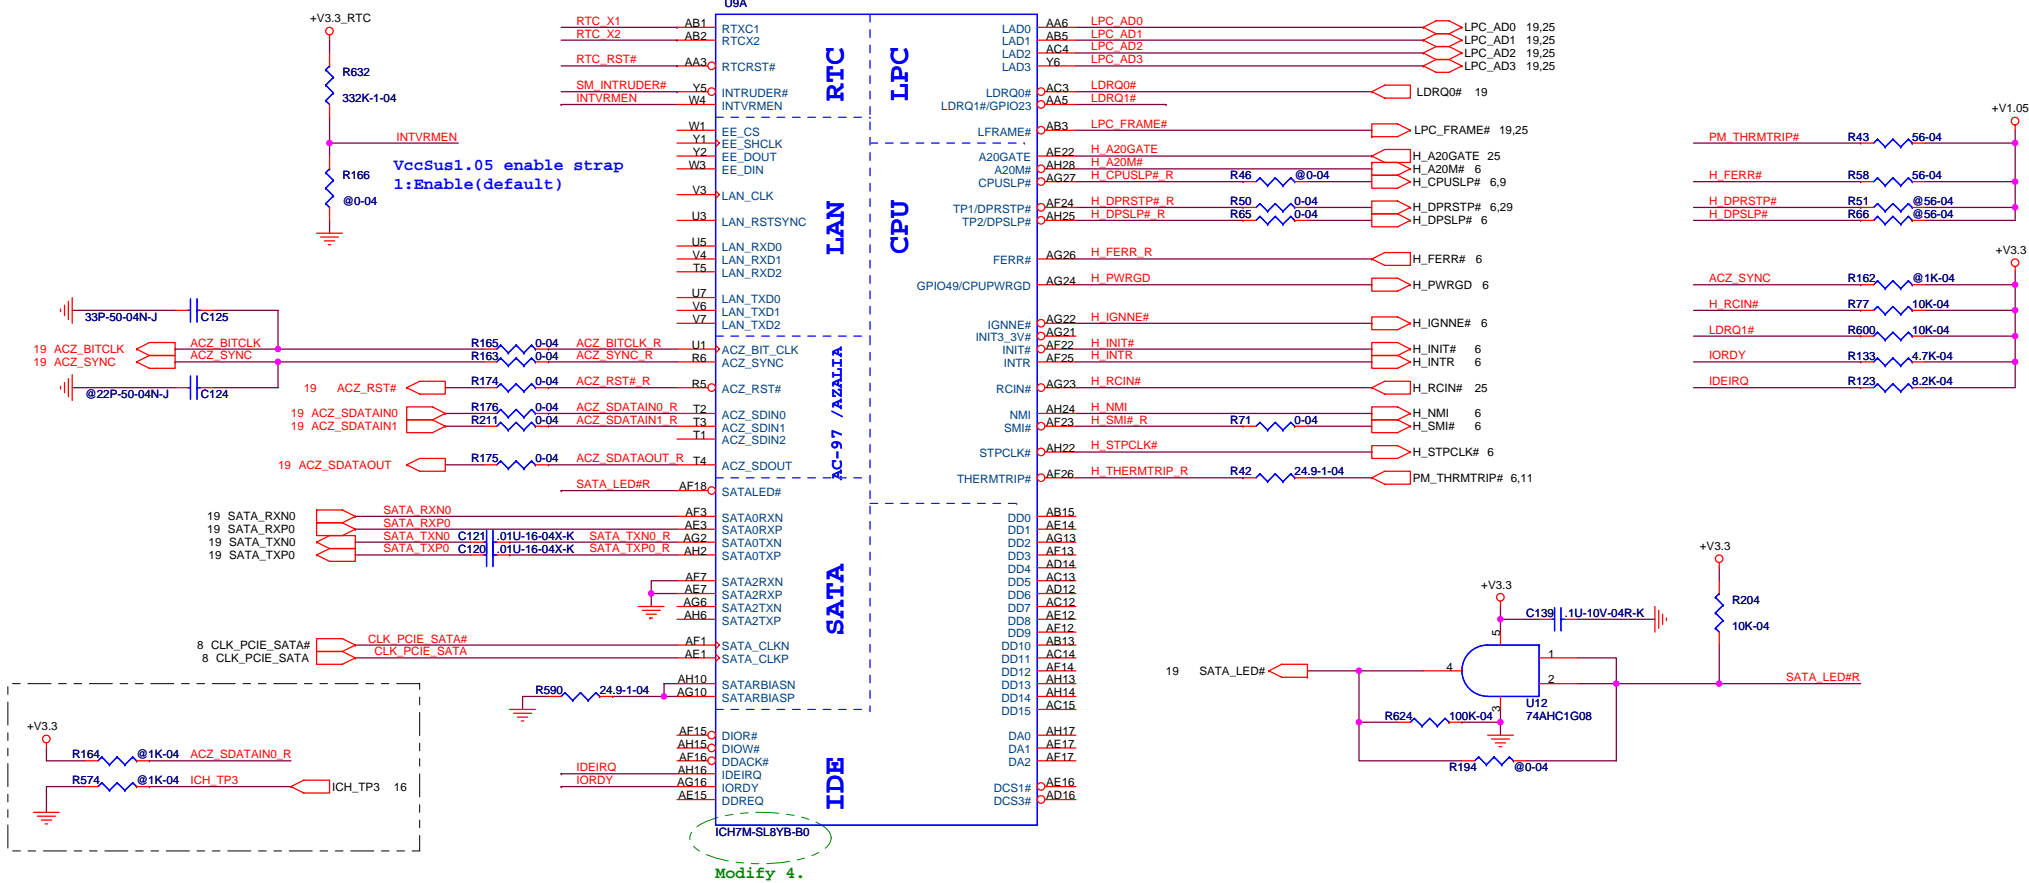 U9A
+V3.3_RTC
R632
332K-1-04
INTVRMEN
R166
@0-04
VccSus1.05 enable strap
1:Enable(default)
RTC_X1 AB1 RTXC1
RTC_X2 AB2 RTCX2
RTC_RST# AA3 RTCRST#
SM_INTRUDER# Y5 INTRUDER#
INTVRMEN W4 INTVRMEN
RTC
W1 EE_CS
Y1 EE_SHCLK
Y2 EE_DOUT
W3 EE_DIN
V3 LAN_CLK
U3 LAN_RSTSYNC
U5 LAN_RXD0
V4 LAN_RXD1
T5 LAN_RXD2
U7 LAN_TXD0
V6 LAN_TXD1
V7 LAN_TXD2
LAN
33P-50-04N-J C125
19 ACZ_BITCLK ACZ_BITCLK R165 0-04 ACZ_BITCLK_R U1 ACZ_BIT_CLK
19 ACZ_SYNC ACZ_SYNC R163 0-04 ACZ_SYNC_R R6 ACZ_SYNC
@22P-50-04N-J C124
19 ACZ_RST# R174 0-04 ACZ_RST#_R R5 ACZ_RST#
19 ACZ_SDATAIN0 R176 0-04 ACZ_SDATAIN0_R T2 ACZ_SDIN0
19 ACZ_SDATAIN1 R211 0-04 ACZ_SDATAIN1_R T3 ACZ_SDIN1
T1 ACZ_SDIN2
19 ACZ_SDATAOUT R175 0-04 ACZ_SDATAOUT_R T4 ACZ_SDOUT
AC-97 /AZALIA
SATA_LED#R AF18 SATALED#
19 SATA_RXN0 SATA_RXN0 AF3 SATA0RXN
19 SATA_RXP0 SATA_RXP0 AE3 SATA0RXP
19 SATA_TXN0 SATA_TXN0 C121 .01U-16-04X-K SATA_TXN0_R AG2 SATA0TXN
19 SATA_TXP0 SATA_TXP0 C120 .01U-16-04X-K SATA_TXP0_R AH2 SATA0TXP
AF7 SATA2RXN
AE7 SATA2RXP
AG6 SATA2TXN
AH6 SATA2TXP
SATA
8 CLK_PCIE_SATA# CLK_PCIE_SATA# AF1 SATA_CLKN
8 CLK_PCIE_SATA CLK_PCIE_SATA AE1 SATA_CLKP
AH10 SATARBIASN
R590 24.9-1-04 AG10 SATARBIASP
AF15 DIOR#
AH15 DIOW#
AF16 DDACK#
IDEIRQ AH16 IDEIRQ
IORDY AG16 IORDY
AE15 DDREQ
IDE
ICH7M-SL8YB-B0
Modify 4.
+V3.3
R164 @1K-04 ACZ_SDATAIN0_R
R574 @1K-04 ICH_TP3 ICH_TP3 16
LPC
LAD0 AA6 LPC_AD0 LPC_AD0 19,25
LAD1 AB5 LPC_AD1 LPC_AD1 19,25
LAD2 AC4 LPC_AD2 LPC_AD2 19,25
LAD3 Y6 LPC_AD3 LPC_AD3 19,25
LDRQ0# AC3 LDRQ0# LDRQ0# 19
LDRQ1#/GPIO23 AA5 LDRQ1#
LFRAME# AB3 LPC_FRAME# LPC_FRAME# 19,25
CPU
A20GATE AE22 H_A20GATE H_A20GATE 25
A20M# AH28 H_A20M# H_A20M# 6
CPUSLP# AG27 H_CPUSLP#_R R46 @0-04 H_CPUSLP# 6,9
TP1/DPRSTP# AF24 H_DPRSTP#_R R50 0-04 H_DPRSTP# 6,29
TP2/DPSLP# AH25 H_DPSLP#_R R65 0-04 H_DPSLP# 6
FERR# AG26 H_FERR_R H_FERR# 6
GPIO49/CPUPWRGD AG24 H_PWRGD H_PWRGD 6
IGNNE# AG22 H_IGNNE# H_IGNNE# 6
INIT3_3V# AG21
INIT# AF22 H_INIT# H_INIT# 6
INTR AF25 H_INTR H_INTR 6
RCIN# AG23 H_RCIN# H_RCIN# 25
NMI AH24 H_NMI H_NMI 6
SMI# AF23 H_SMI#_R R71 0-04 H_SMI# 6
STPCLK# AH22 H_STPCLK# H_STPCLK# 6
THERMTRIP# AF26 H_THERMTRIP_R R42 24.9-1-04 PM_THRMTRIP# 6,11
DD0 AB15
DD1 AE14
DD2 AG13
DD3 AF13
DD4 AD14
DD5 AC13
DD6 AD12
DD7 AC12
DD8 AE12
DD9 AF12
DD10 AB13
DD11 AC14
DD12 AF14
DD13 AH13
DD14 AH14
DD15 AC15
DA0 AH17
DA1 AE17
DA2 AF17
DCS1# AE16
DCS3# AD16
+V1.05
PM_THRMTRIP# R43 56-04
H_FERR# R58 56-04
H_DPRSTP# R51 @56-04
H_DPSLP# R66 @56-04
+V3.3
ACZ_SYNC R162 @1K-04
H_RCIN# R77 10K-04
LDRQ1# R600 10K-04
IORDY R133 4.7K-04
IDEIRQ R123 8.2K-04
+V3.3
R204
10K-04
+V3.3
C139 .1U-10V-04R-K
5
1
19 SATA_LED# 4
2
SATA_LED#R
3
U12
74AHC1G08
R624 100K-04
R194 @0-04